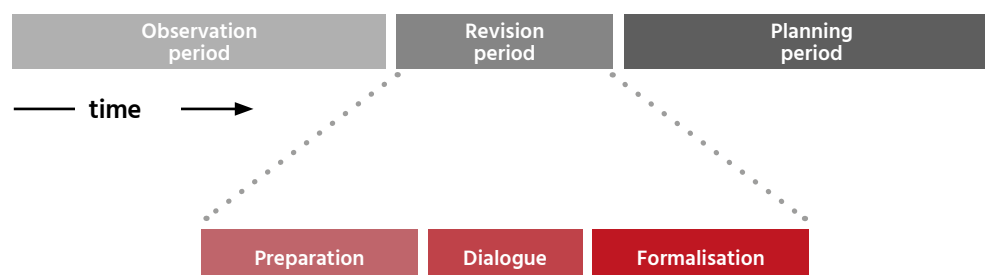 Observation
period
Revision
period
Planning
period
time
Preparation
Dialogue
Formalisation